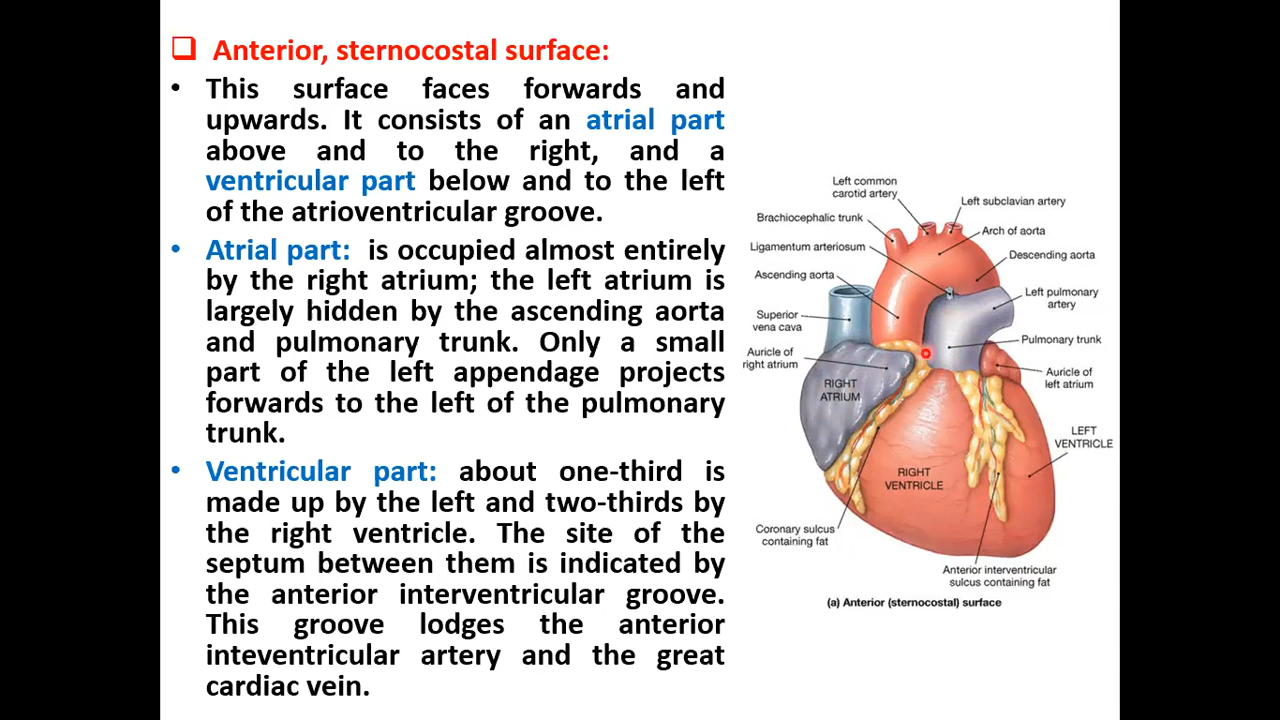 ❑ Anterior, sternocostal surface:
• This surface faces forwards and
upwards. It consists of an atrial part
above and to the right, and a
ventricular part below and to the left
of the atrioventricular groove.
• Atrial part: is occupied almost entirely
by the right atrium; the left atrium is
largely hidden by the ascending aorta
and pulmonary trunk. Only a small
part of the left appendage projects
forwards to the left of the pulmonary
trunk.
• Ventricular part: about one-third is
made up by the left and two-thirds by
the right ventricle. The site of the
septum between them is indicated by
the anterior interventricular groove.
This groove lodges the anterior
inteventricular artery and the great
cardiac vein.
Left common
carotid artery
Left subclavian artery
Brachiocephalic trunk
Arch of aorta
Ligamentum arteriosum
Descending aorta
Ascending aorta
Left pulmonary
artery
Superior
vena cava
Pulmonary trunk
Auricle of
right atrium
Auricle of
left atrium
RIGHT
ATRIUM
LEFT
VENTRICLE
RIGHT
VENTRICLE
Coronary sulcus
containing fat
Anterior interventricular
sulcus containing fat
(a) Anterior (sternocostal) surface